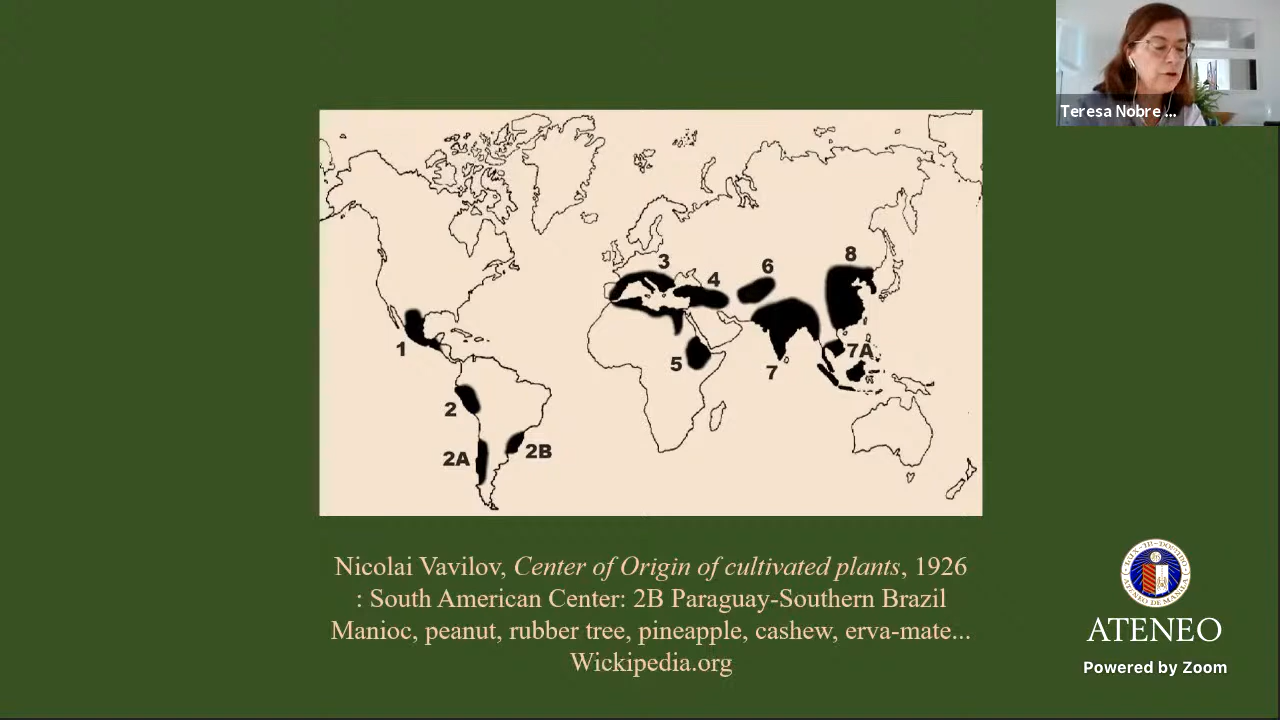 Teresa Nobre ...
1
2
2A
2B
3
4
5
6
7
7A
8
Nicolai Vavilov, Center of Origin of cultivated plants, 1926
: South American Center: 2B Paraguay-Southern Brazil
Manioc, peanut, rubber tree, pineapple, cashew, erva-mate...
Wickipedia.org
ATENEO
Powered by Zoom